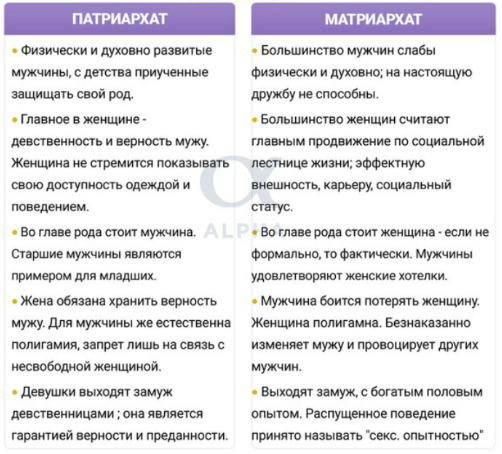 ПАТРИАРХАТ
• Физически и духовно развитые
мужчины, с детства приученные
защищать свой род.
• Главное в женщине -
девственность и верность мужу.
Женщина не стремится показывать
свою доступность одеждой и
поведением.
• Во главе рода стоит мужчина.
Старшие мужчины являются
примером для младших.
• Жена обязана хранить верность
мужу. Для мужчины же естественна
полигамия, запрет лишь на связь с
несвободной женщиной.
• Девушки выходят замуж
девственницами ; она является
гарантией верности и преданности.
МАТРИАРХАТ
• Большинство мужчин слабы
физически и духовно; на настоящую
дружбу не способны.
• Большинство женщин считают
главным продвижение по социальной
лестнице жизни; эффектную
внешность, карьеру, социальный
статус.
• Во главе рода стоит женщина - если не
формально, то фактически. Мужчины
удовлетворяют женские хотелки.
• Мужчина боится потерять женщину.
Женщина полигамна. Безнаказанно
изменяет мужу и провоцирует других
мужчин.
• Выходят замуж, с богатым половым
опытом. Распущенное поведение
принято называть "секс. опытностью"
ALPHA